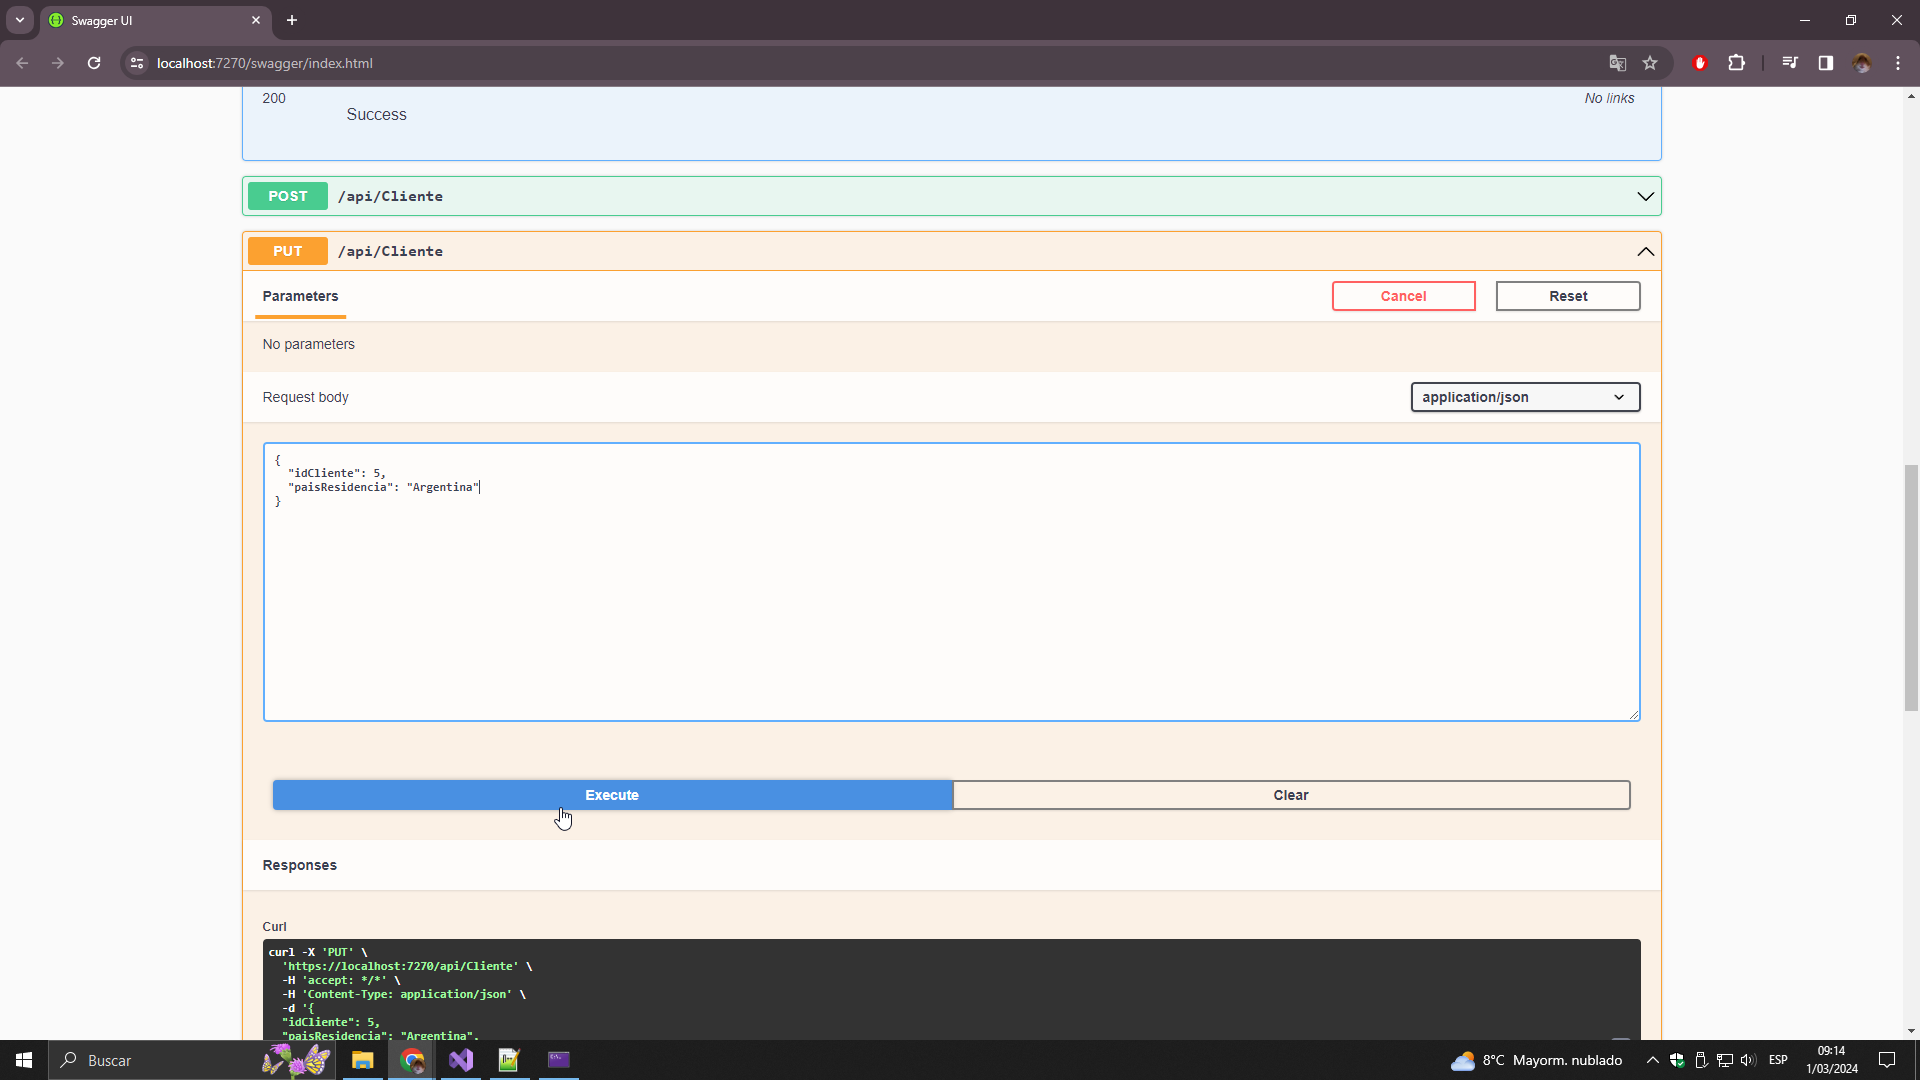 Swagger UI
localhost:7270/swagger/index.html
200
Success
No links
POST /api/Cliente
PUT /api/Cliente
Parameters
Cancel
Reset
No parameters
Request body
application/json
{
"idCliente": 5,
"paisResidencia": "Argentina"
}
Execute
Clear
Responses
Curl
curl -X 'PUT' \
'https://localhost:7270/api/Cliente' \
-H 'accept: */*' \
-H 'Content-Type: application/json' \
-d '{
"idCliente": 5,
"paisResidencia": "Argentina",
Buscar
8°C Mayorm. nublado
ESP
09:14
1/03/2024